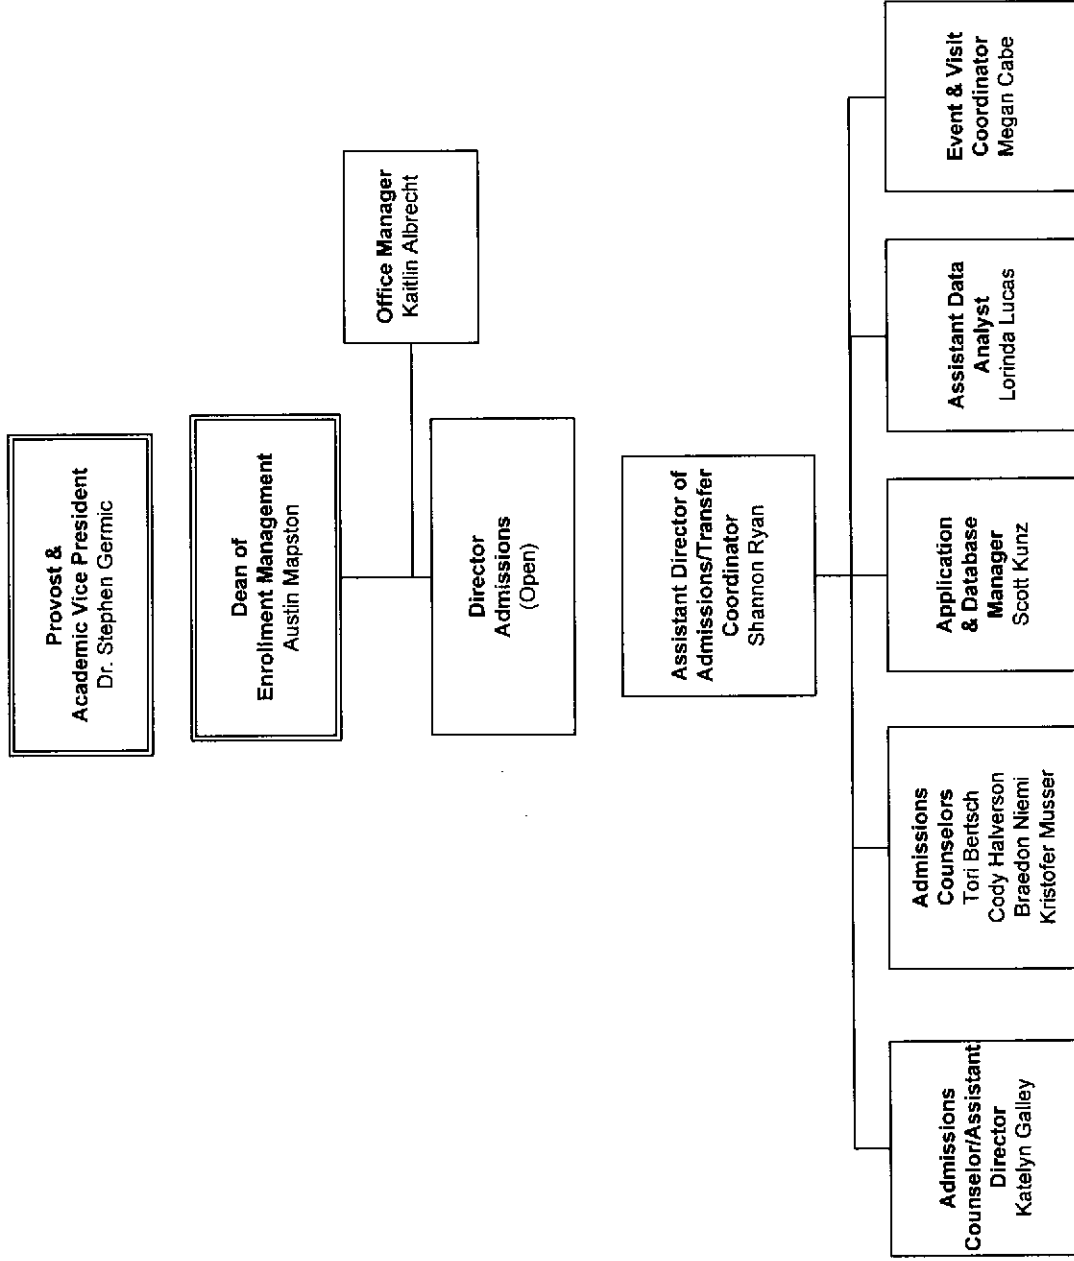 Provost &
Academic Vice President
Dr. Stephen Germic
Dean of
Enrollment Management
Austin Mapston
Office Manager
Kaitlin Albrecht
Director
Admissions
(Open)
Assistant Director of
Admissions/Transfer
Coordinator
Shannon Ryan
Admissions
Counselor/Assistant
Director
Katelyn Galley
Admissions
Counselors
Tori Bertsch
Cody Halverson
Braedon Niemi
Kristofer Musser
Application
& Database
Manager
Scott Kunz
Assistant Data
Analyst
Lorinda Lucas
Event & Visit
Coordinator
Megan Cabe